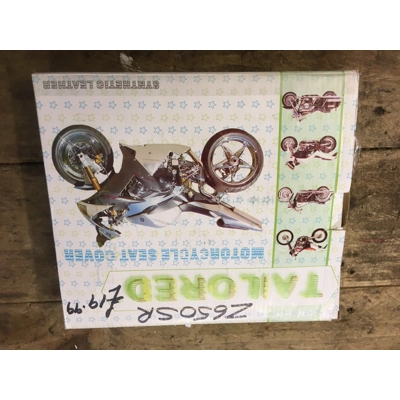 TAILORED
MOTORCYCLE SEAT COVER
SYNTHETIC LEATHER
Z650SR
£19.99